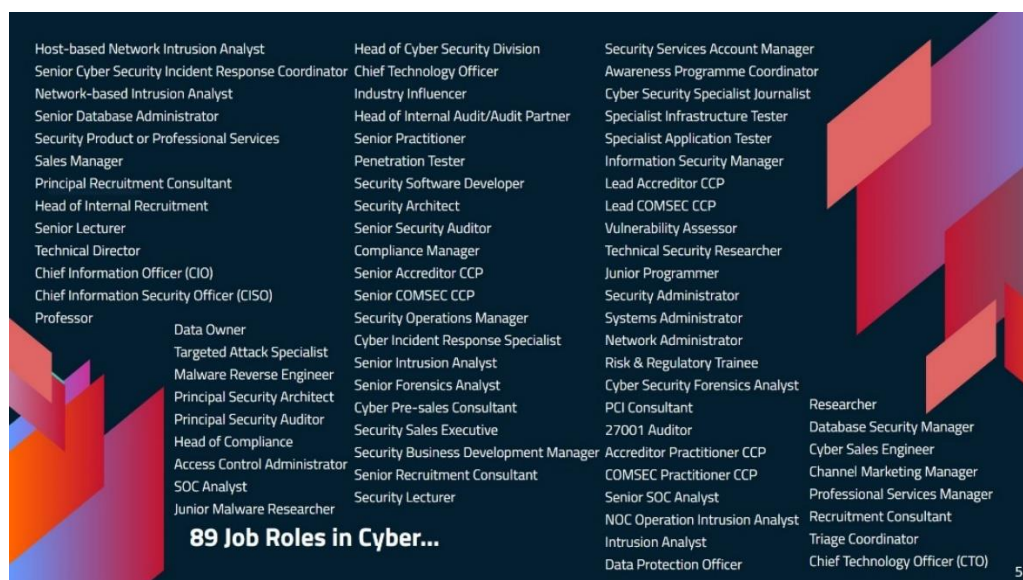 Host-based Network Intrusion Analyst
Senior Cyber Security Incident Response Coordinator
Network-based Intrusion Analyst
Senior Database Administrator
Security Product or Professional Services
Sales Manager
Principal Recruitment Consultant
Head of Internal Recruitment
Senior Lecturer
Technical Director
Chief Information Officer (CIO)
Chief Information Security Officer (CISO)
Professor
Data Owner
Targeted Attack Specialist
Malware Reverse Engineer
Principal Security Architect
Principal Security Auditor
Head of Compliance
Access Control Administrator
SOC Analyst
Junior Malware Researcher
Head of Cyber Security Division
Chief Technology Officer
Industry Influencer
Head of Internal Audit/Audit Partner
Senior Practitioner
Penetration Tester
Security Software Developer
Security Architect
Senior Security Auditor
Compliance Manager
Senior Accreditor CCP
Senior COMSEC CCP
Security Operations Manager
Cyber Incident Response Specialist
Senior Intrusion Analyst
Senior Forensics Analyst
Cyber Pre-sales Consultant
Security Sales Executive
Security Business Development Manager
Senior Recruitment Consultant
Security Lecturer
Security Services Account Manager
Awareness Programme Coordinator
Cyber Security Specialist Journalist
Specialist Infrastructure Tester
Specialist Application Tester
Information Security Manager
Lead Accreditor CCP
Lead COMSEC CCP
Vulnerability Assessor
Technical Security Researcher
Junior Programmer
Security Administrator
Systems Administrator
Network Administrator
Risk & Regulatory Trainee
Cyber Security Forensics Analyst
PCI Consultant
27001 Auditor
Accreditor Practitioner CCP
COMSEC Practitioner CCP
Senior SOC Analyst
NOC Operation Intrusion Analyst
Intrusion Analyst
Data Protection Officer
Researcher
Database Security Manager
Cyber Sales Engineer
Channel Marketing Manager
Professional Services Manager
Recruitment Consultant
Triage Coordinator
Chief Technology Officer (CTO)
89 Job Roles in Cyber...
5